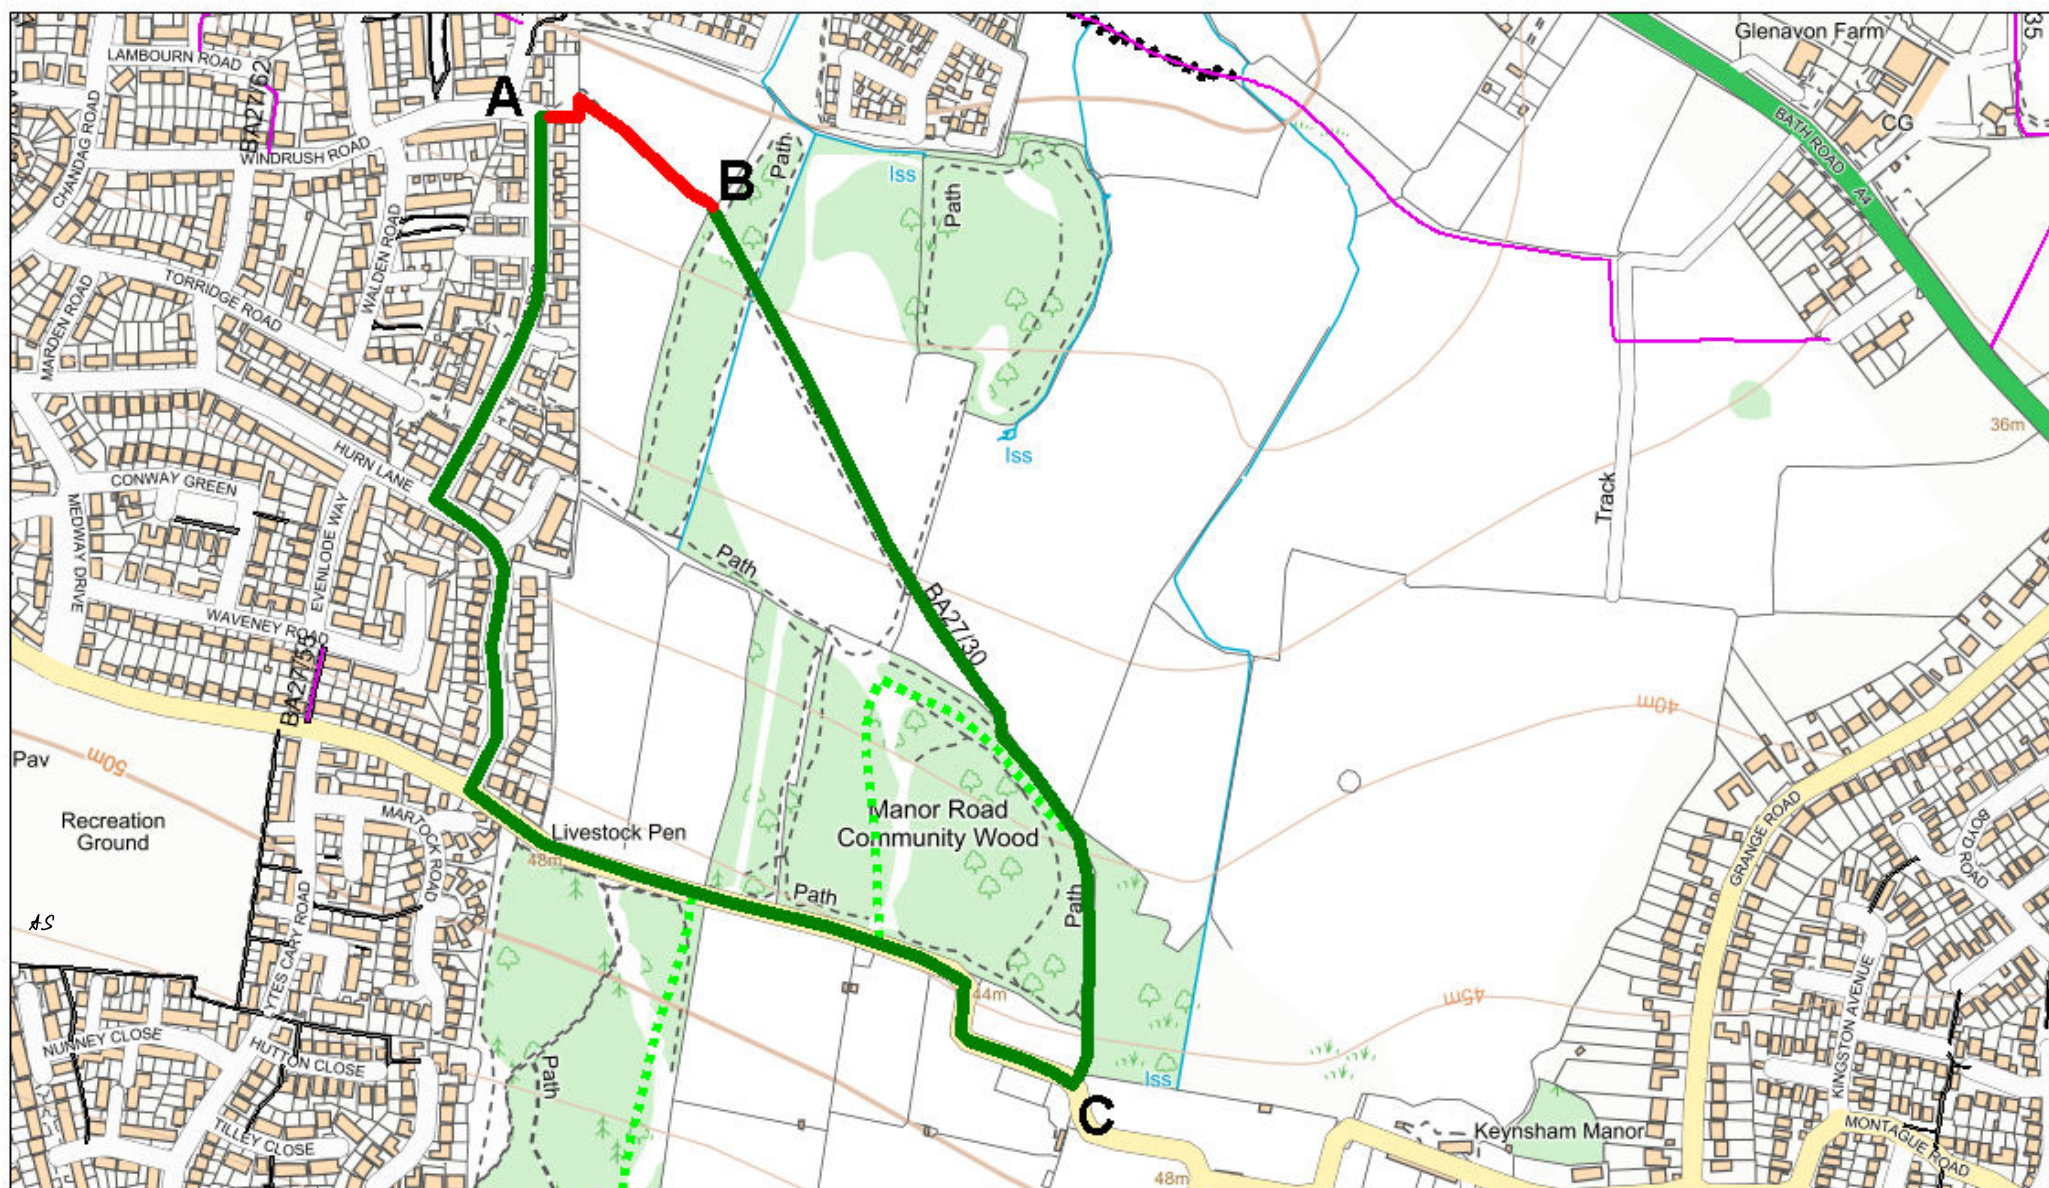 Glenavon Farm
35
LAMBOURN ROAD
BA27/62
A
CHANDAG ROAD
WINDRUSH ROAD
CG
BATH ROAD
A4
B
Path
Iss
Path
WALDEN ROAD
TORRIDGE ROAD
MARDEN ROAD
36m
Iss
HURN LANE
CONWAY GREEN
MEDWAY DRIVE
EVENLODE WAY
Track
Path
BA27/30
WAVENEY ROAD
BA27/55
40m
50m
Pav
Recreation
Ground
MARTOCK ROAD
Livestock Pen
48m
Manor Road
Community Wood
GRANGE ROAD
BOYD ROAD
Path
Path
AS
LYTES CARY ROAD
44m
45m
KINGSTON AVENUE
NUNNEY CLOSE
HUTTON CLOSE
Path
Iss
C
Keynsham Manor
TILLEY CLOSE
MONTAGUE ROAD
48m